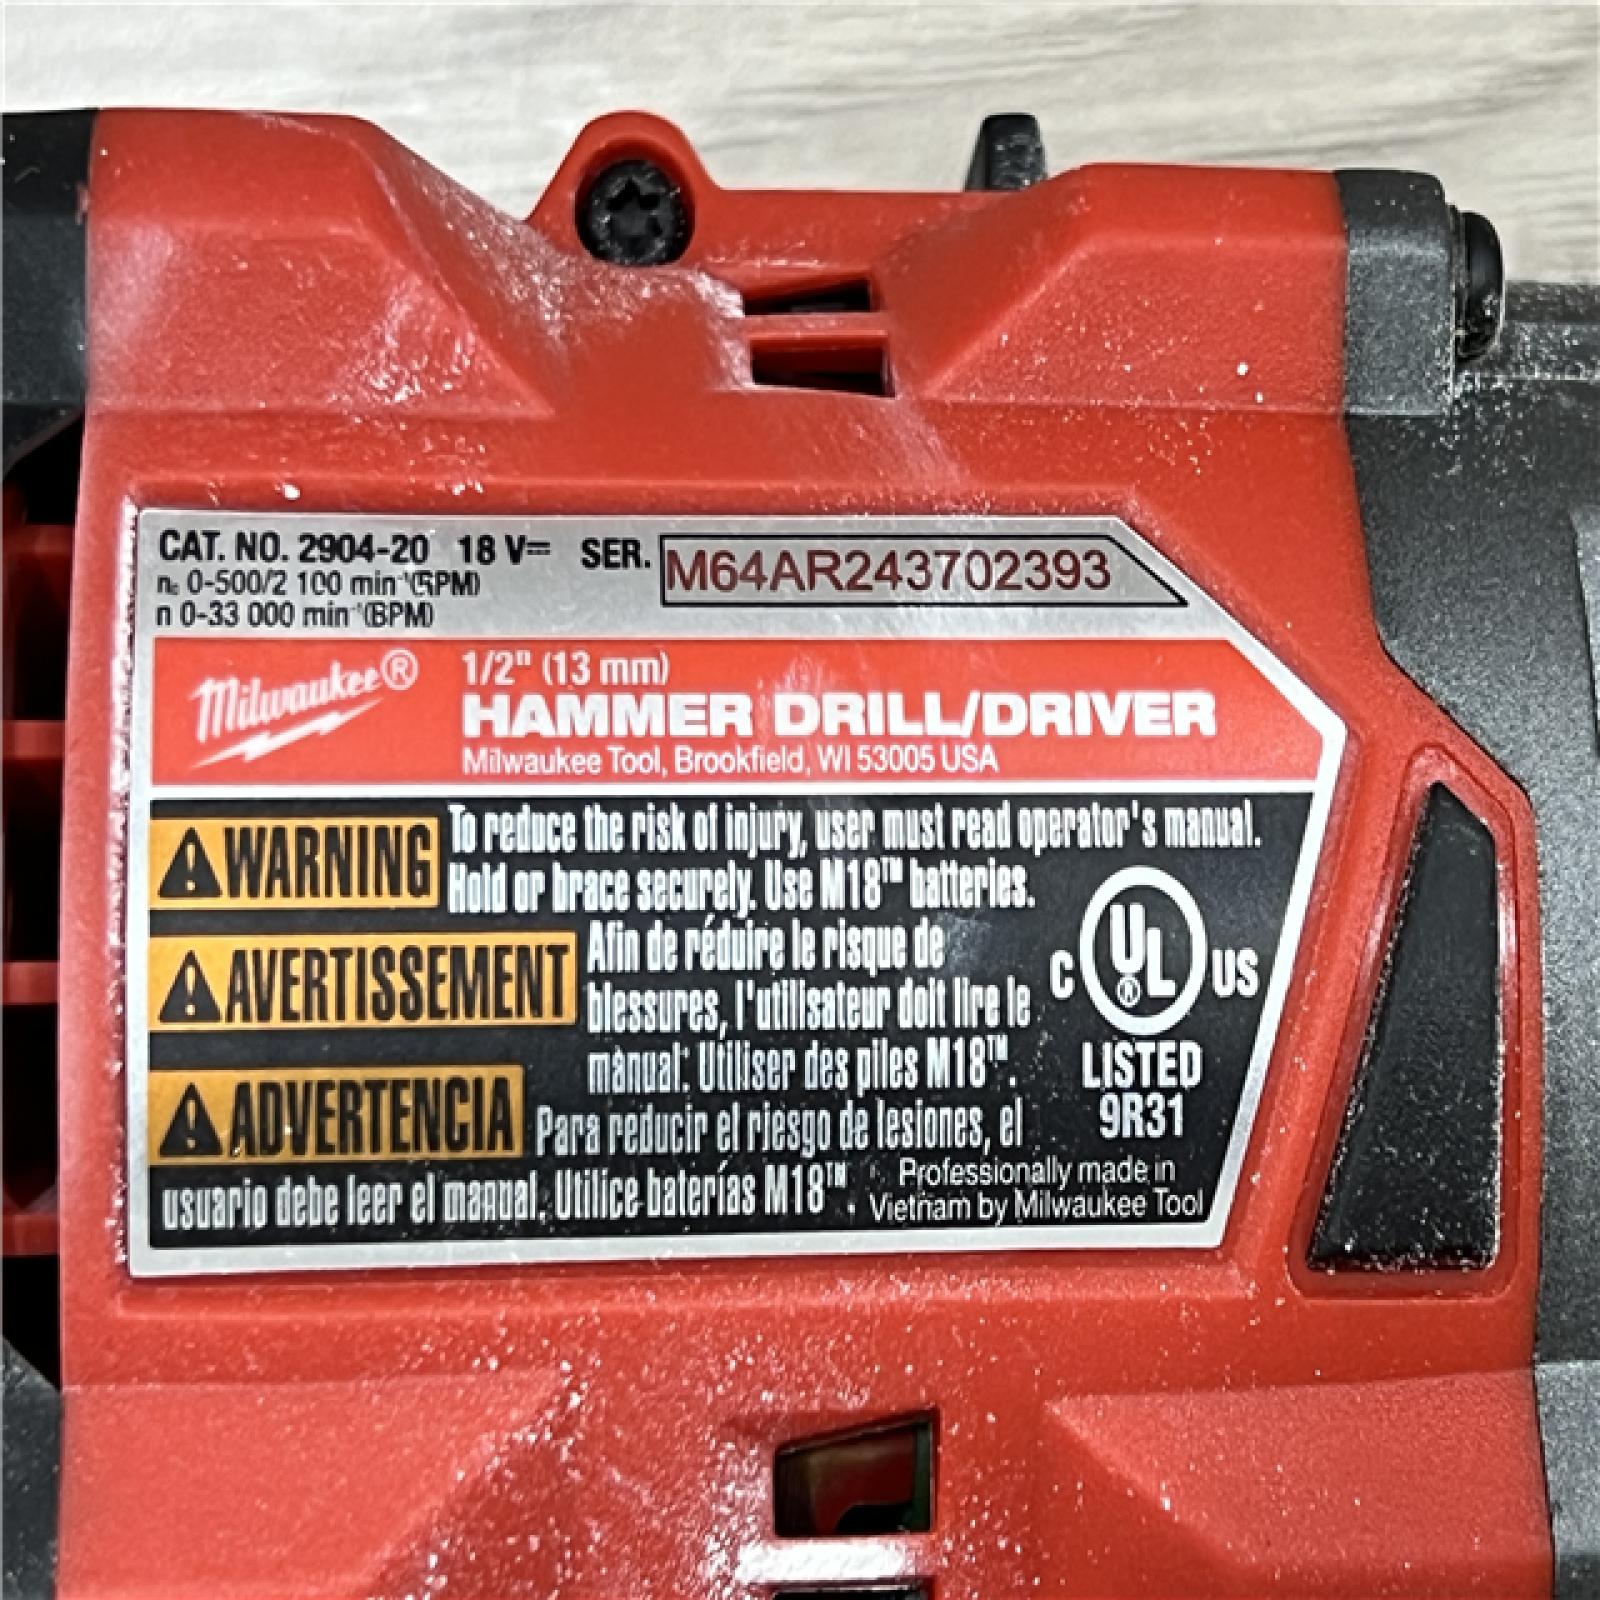 CAT. NO. 2904-20 18 V⎓ SER. M64AR243702393
n₀ 0-500/2 100 min⁻¹(RPM)
n 0-33 000 min⁻¹(BPM)
Milwaukee®
1/2" (13 mm)
HAMMER DRILL/DRIVER
Milwaukee Tool, Brookfield, WI 53005 USA
WARNING To reduce the risk of injury, user must read operator's manual.
Hold or brace securely. Use M18™ batteries.
AVERTISSEMENT Afin de réduire le risque de
blessures, l'utilisateur doit lire le
manuel. Utiliser des piles M18™.
ADVERTENCIA Para reducir el riesgo de lesiones, el
usuario debe leer el manual. Utilice baterías M18™.
C UL® US
LISTED
9R31
Professionally made in
Vietnam by Milwaukee Tool